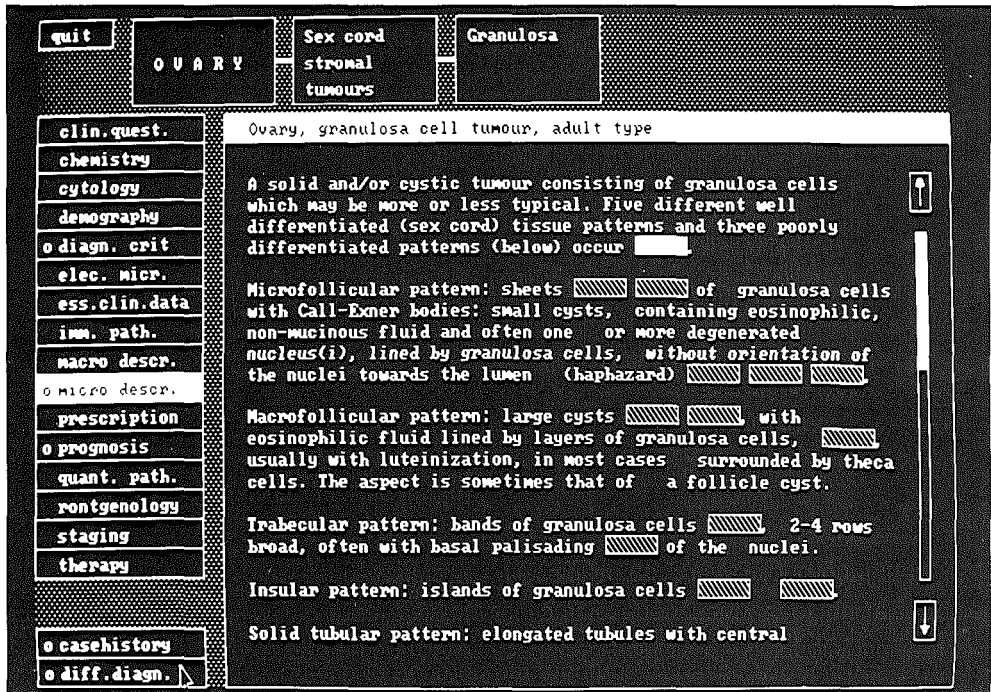 quit
O V A R Y
Sex cord
stromal
tumours
Granulosa
clin.quest.
chemistry
cytology
demography
o diagn. crit
elec. micr.
ess.clin.data
imm. path.
macro descr.
o micro descr.
prescription
o prognosis
quant. path.
rontgenology
staging
therapy
o casehistory
o diff.diagn.
Ovary, granulosa cell tumour, adult type
A solid and/or cystic tumour consisting of granulosa cells
which may be more or less typical. Five different well
differentiated (sex cord) tissue patterns and three poorly
differentiated patterns (below) occur .
Microfollicular pattern: sheets of granulosa cells
with Call-Exner bodies: small cysts, containing eosinophilic,
non-mucinous fluid and often one or more degenerated
nucleus(i), lined by granulosa cells, without orientation of
the nuclei towards the lumen (haphazard) .
Macrofollicular pattern: large cysts , with
eosinophilic fluid lined by layers of granulosa cells, ,
usually with luteinization, in most cases surrounded by theca
cells. The aspect is sometimes that of a follicle cyst.
Trabecular pattern: bands of granulosa cells , 2-4 rows
broad, often with basal palisading of the nuclei.
Insular pattern: islands of granulosa cells .
Solid tubular pattern: elongated tubules with central